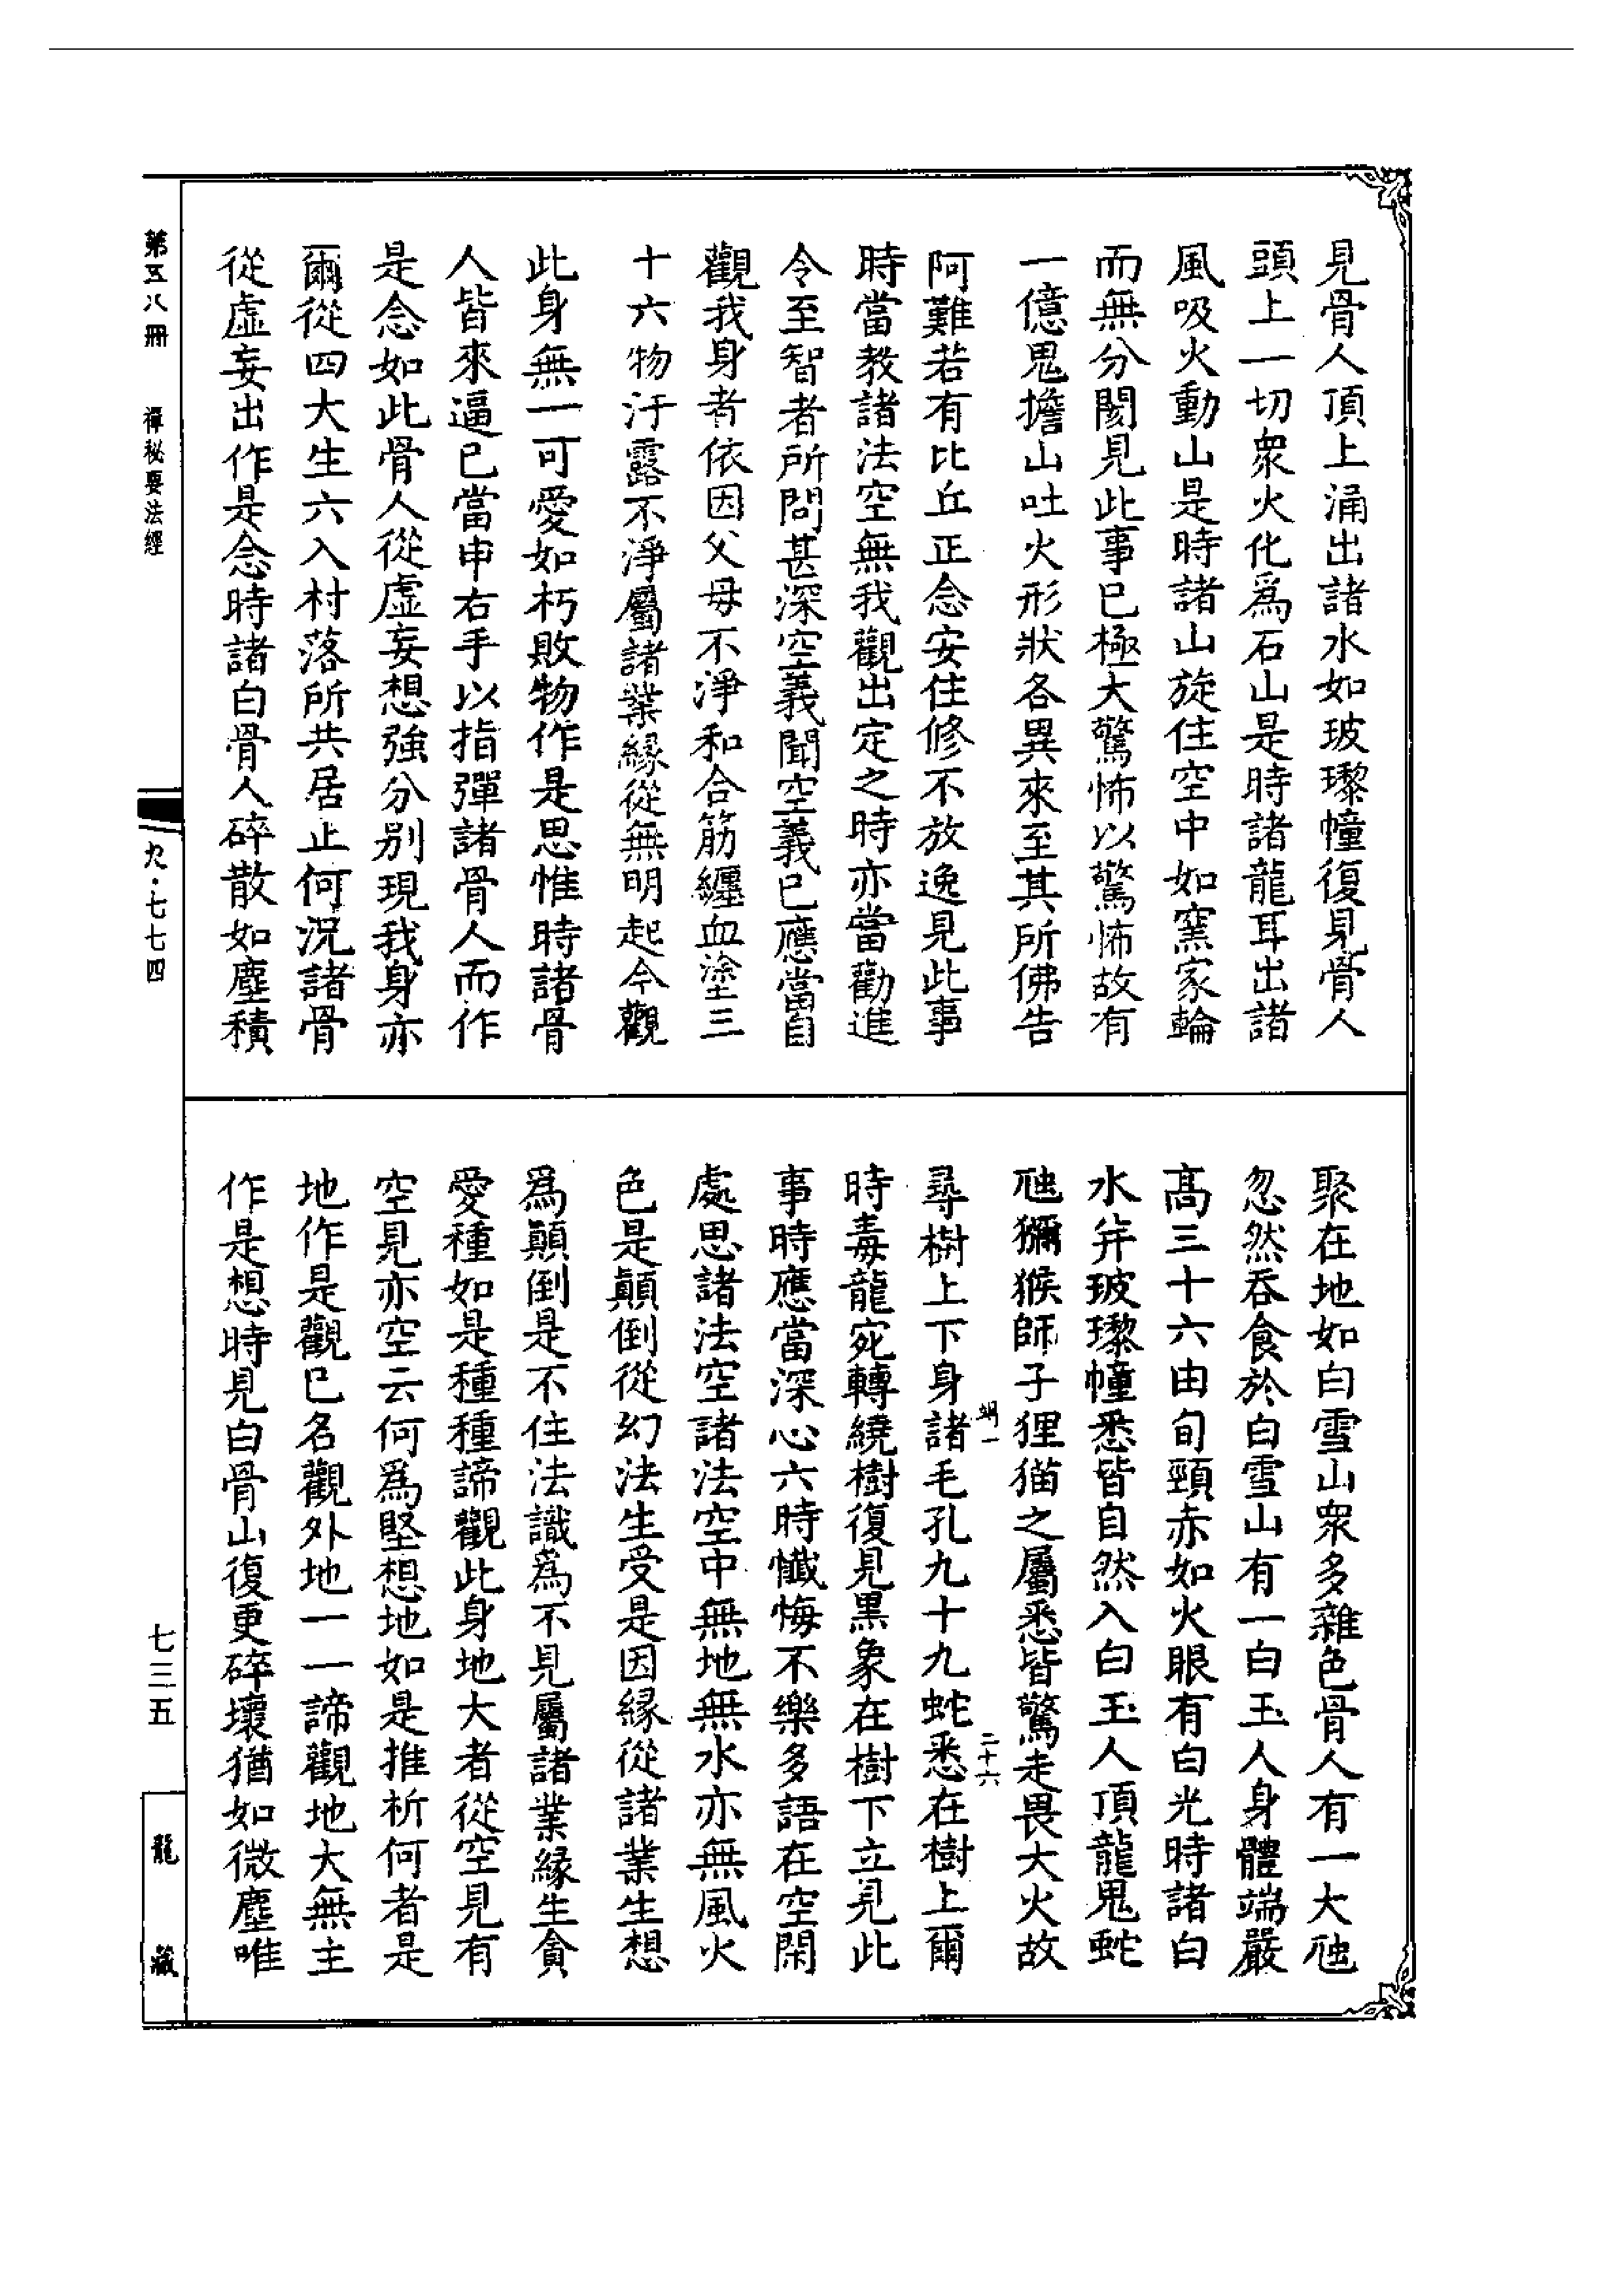 見骨人頂上涌出諸水如玻瓈幢復見骨人
頭上一切衆火化爲石山是時諸龍耳出諸
風吸火動山是時諸山旋住空中如窯家輪
而無分閡見此事已極大驚怖以驚怖故有
一億鬼擔山吐火形狀各異來至其所佛告
阿難若有比丘正念安住修不放逸見此事
時當教諸法空無我觀出定之時亦當勸進
令至智者所問甚深空義聞空義已應當自
觀我身者依因父母不淨和合筋纏血塗三
十六物汙露不淨屬諸業緣從無明起今觀
此身無一可愛如朽敗物作是思惟時諸骨
人皆來逼已當申右手以指彈諸骨人而作
是念如此骨人從虛妄想強分別現我身亦
爾從四大生六入村落所共居止何況諸骨
從虛妄出作是念時諸白骨人碎散如塵積
聚在地如白雪山衆多雜色骨人有一大虵
忽然吞食於白雪山有一白玉人身體端嚴
高三十六由旬頸赤如火眼有白光時諸白
水并玻瓈幢悉皆自然入白玉人頂龍鬼蛇
虵獼猴師子狸猫之屬悉皆驚走畏大火故
尋樹上下身諸毛孔九十九蛇悉在樹上爾
時毒龍宛轉繞樹復見黑象在樹下立見此
事時應當深心六時懺悔不樂多語在空閑
處思諸法空諸法空中無地無水亦無風火
色是顛倒從幻法生受是因緣從諸業生想
爲顛倒是不住法識爲不見屬諸業緣生貪
愛種如是種種諦觀此身地大者從空見有
空見亦空云何爲堅想地如是推析何者是
地作是觀已名觀外地一一諦觀地大無主
作是想時見白骨山復更碎壞猶如微塵唯
二十六
第五八冊
禪秘要法經
九·七七四
七三五
龍藏